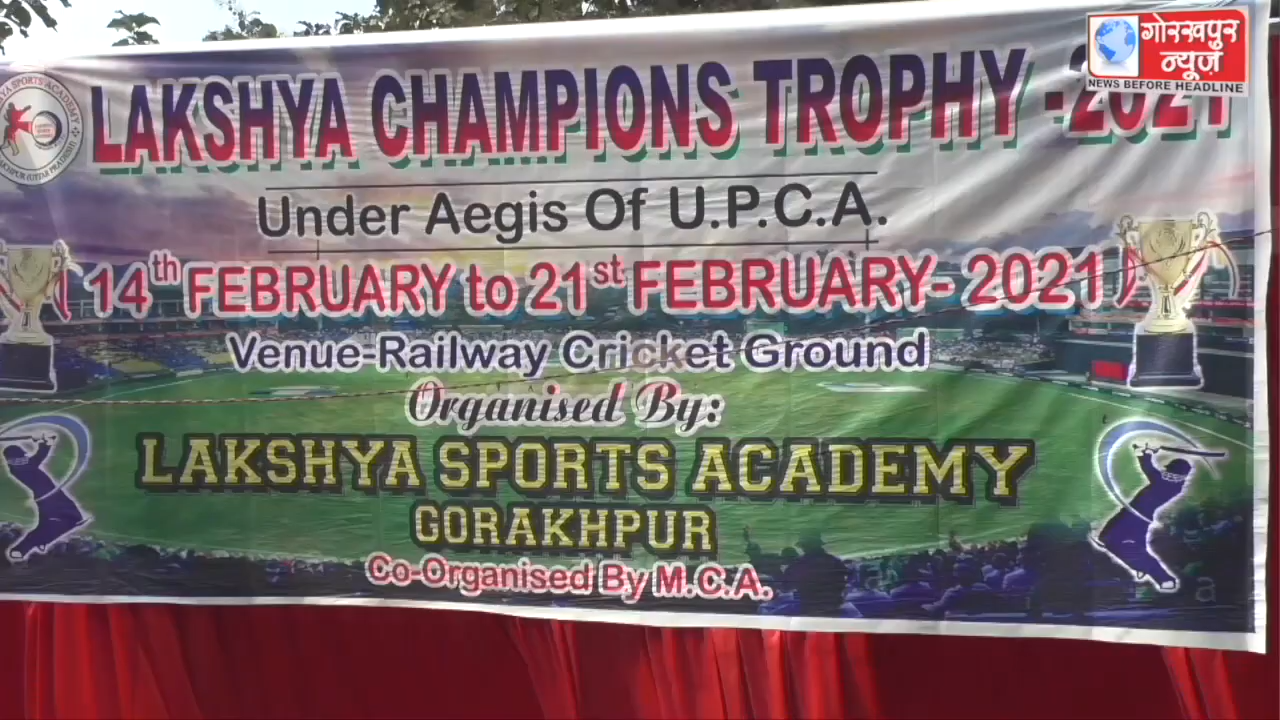 गोरखपुर
न्यूज़
NEWS BEFORE HEADLINE
LAKSHYA CHAMPIONS TROPHY -2021
Under Aegis Of U.P.C.A.
14th FEBRUARY to 21st FEBRUARY- 2021
Venue-Railway Cricket Ground
Organised By:
LAKSHYA SPORTS ACADEMY
GORAKHPUR
Co-Organised By M.C.A.